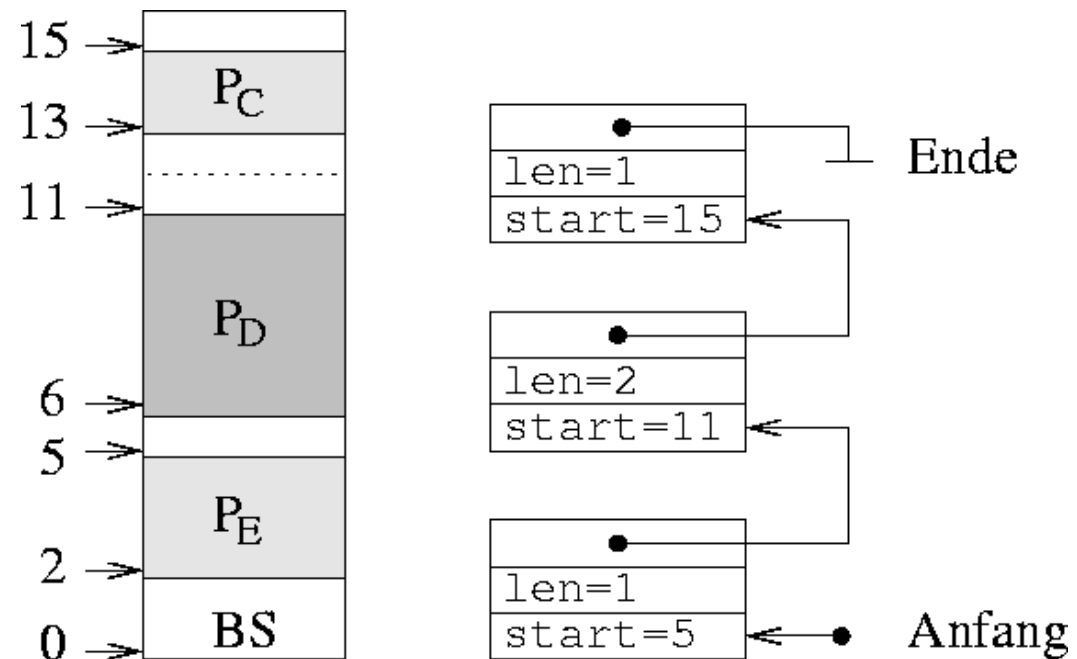 15
P_C
13
11
P_D
6
5
P_E
2
BS
0
len=1
start=15
Ende
len=2
start=11
len=1
start=5
Anfang